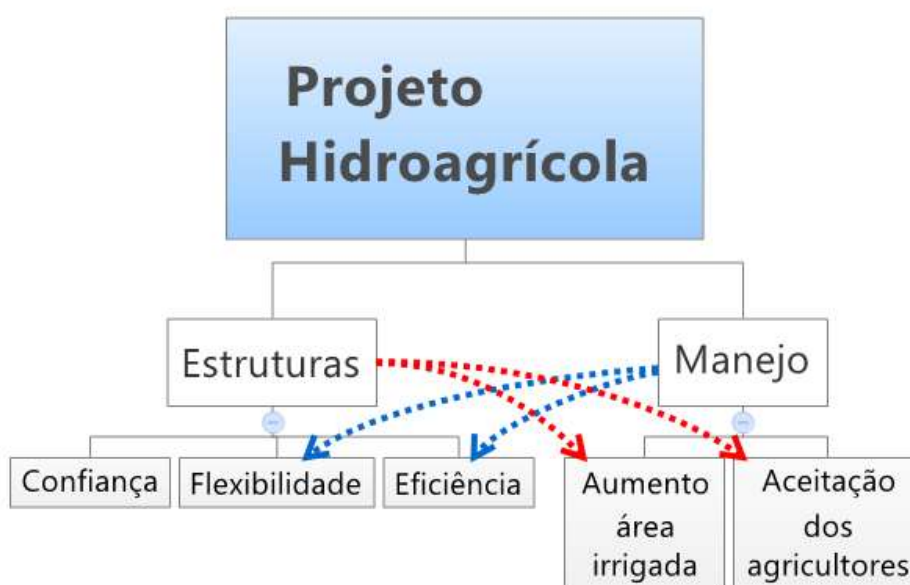 Projeto
Hidroagrícola
Estruturas
Manejo
Confiança
Flexibilidade
Eficiência
Aumento
área
irrigada
Aceitação
dos
agricultores